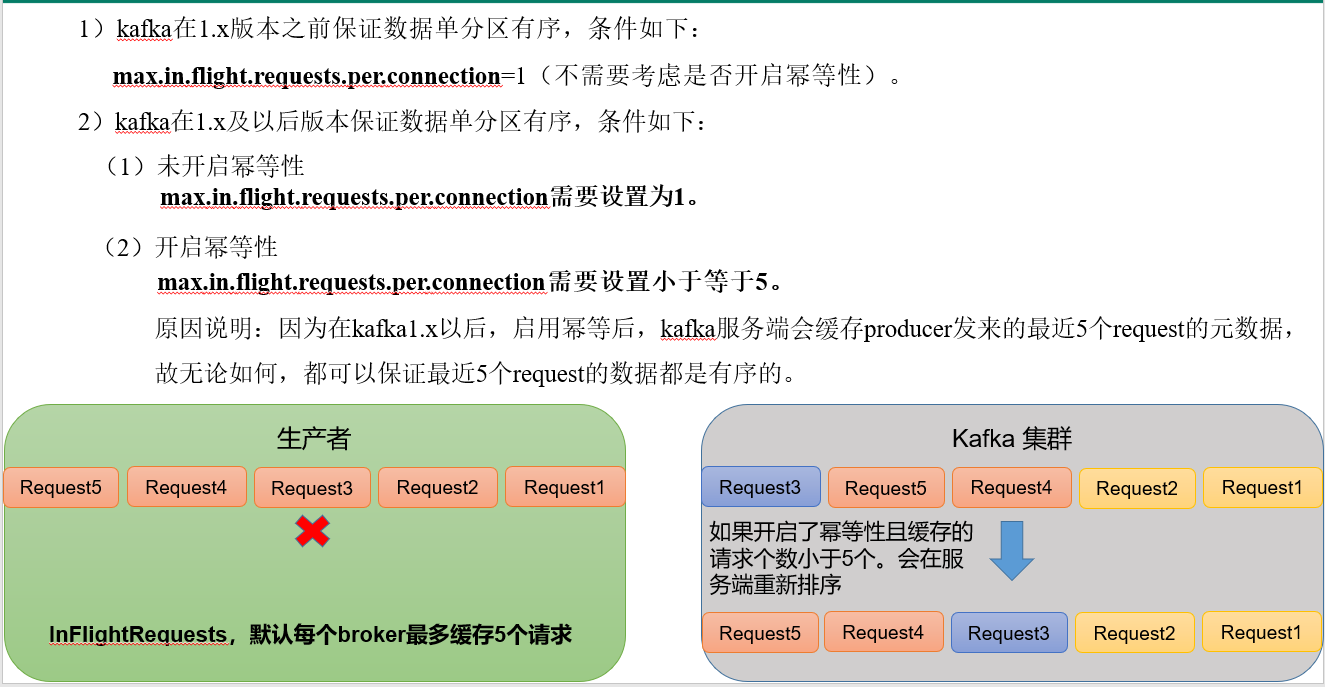 1）kafka在1.x版本之前保证数据单分区有序，条件如下：
max.in.flight.requests.per.connection=1（不需要考虑是否开启幂等性）。
2）kafka在1.x及以后版本保证数据单分区有序，条件如下：
（1）未开启幂等性
max.in.flight.requests.per.connection需要设置为1。
（2）开启幂等性
max.in.flight.requests.per.connection需要设置小于等于5。
原因说明：因为在kafka1.x以后，启用幂等后，kafka服务端会缓存producer发来的最近5个request的元数据，
故无论如何，都可以保证最近5个request的数据都是有序的。
生产者
Request5 Request4 Request3 Request2 Request1
InFlightRequests，默认每个broker最多缓存5个请求
Kafka 集群
Request3 Request5 Request4 Request2 Request1
如果开启了幂等性且缓存的
请求个数小于5个。会在服
务端重新排序
Request5 Request4 Request3 Request2 Request1